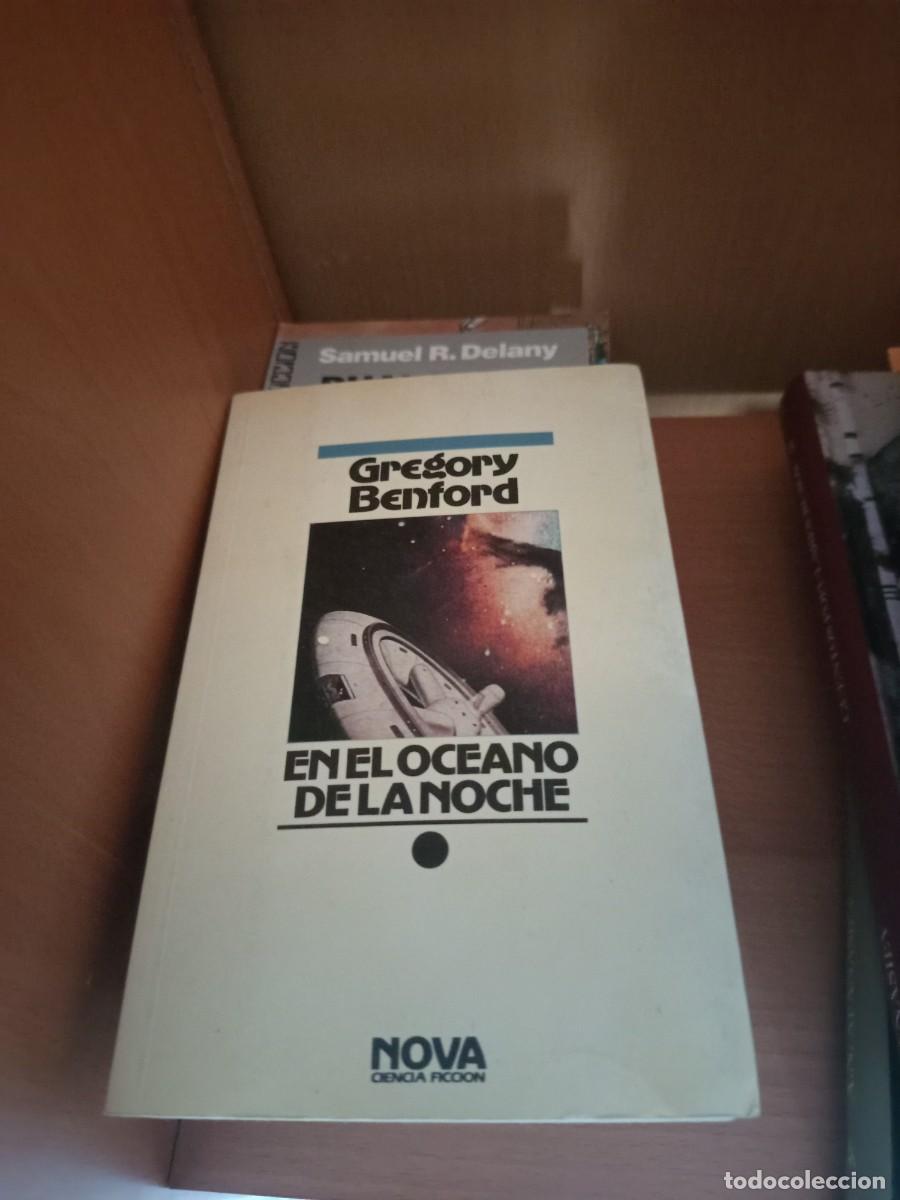 Samuel R. Delany
Gregory
Benford
EN EL OCEANO
DE LA NOCHE
NOVA
CIENCIA FICCION
todocoleccion